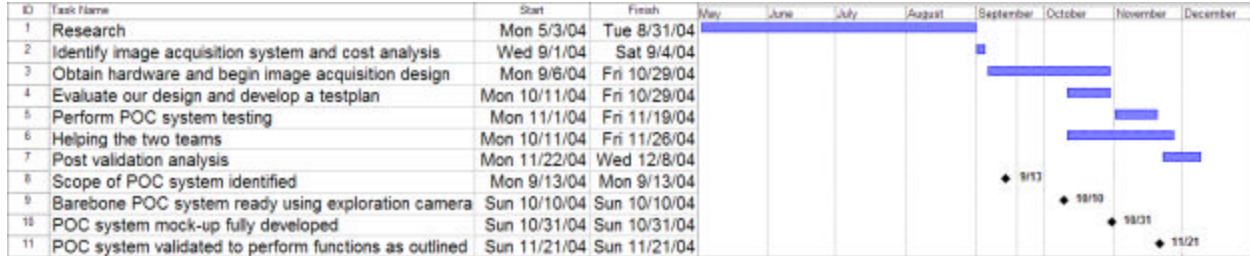 ID Task Name Start Finish May June July August September October November December
1 Research Mon 5/3/04 Tue 8/31/04
2 Identify image acquisition system and cost analysis Wed 9/1/04 Sat 9/4/04
3 Obtain hardware and begin image acquisition design Mon 9/6/04 Fri 10/29/04
4 Evaluate our design and develop a testplan Mon 10/11/04 Fri 10/29/04
5 Perform POC system testing Mon 11/1/04 Fri 11/19/04
6 Helping the two teams Mon 10/11/04 Fri 11/26/04
7 Post validation analysis Mon 11/22/04 Wed 12/8/04
8 Scope of POC system identified Mon 9/13/04 Mon 9/13/04 9/13
9 Barebone POC system ready using exploration camera Sun 10/10/04 Sun 10/10/04 10/10
10 POC system mock-up fully developed Sun 10/31/04 Sun 10/31/04 10/31
11 POC system validated to perform functions as outlined Sun 11/21/04 Sun 11/21/04 11/21